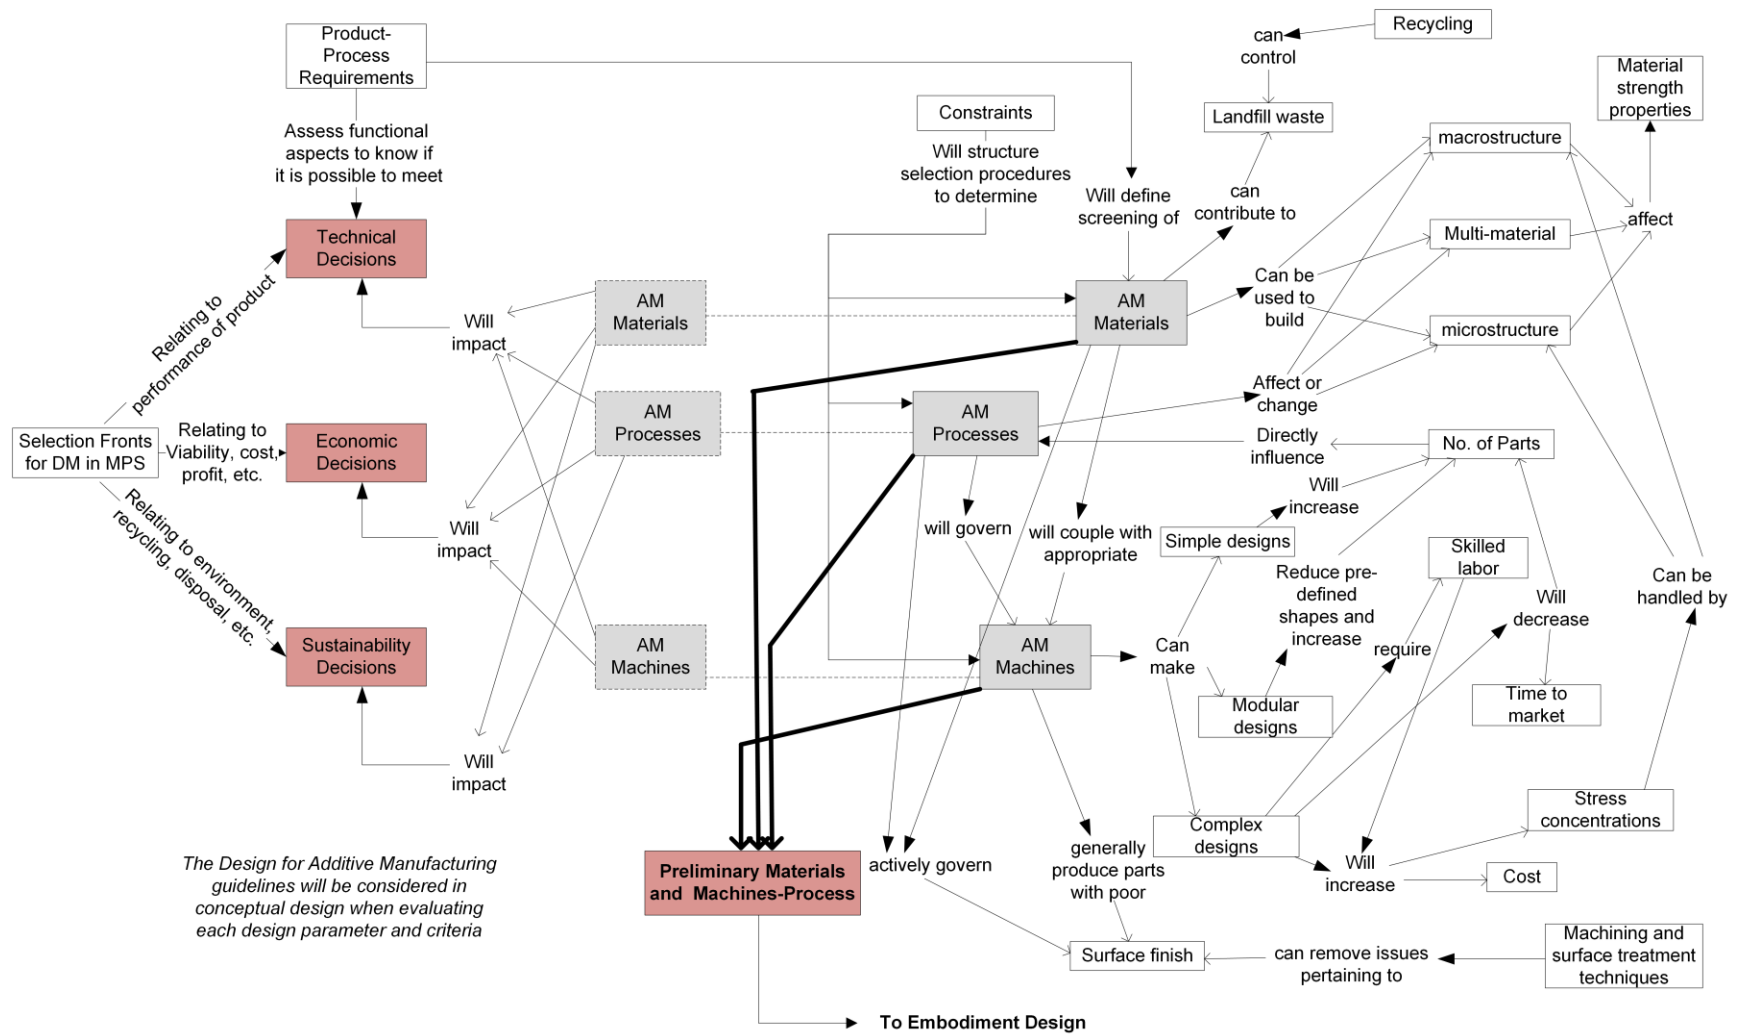 Product-
Process
Requirements
Assess functional
aspects to know if
it is possible to meet
Technical
Decisions
Relating to
performance of product
Selection Fronts
for DM in MPS
Relating to
Viability, cost,
profit, etc.
Economic
Decisions
Relating to environment,
recycling, disposal, etc.
Sustainability
Decisions
Will
impact
Will
impact
Will
impact
AM
Materials
AM
Processes
AM
Machines
The Design for Additive Manufacturing
guidelines will be considered in
conceptual design when evaluating
each design parameter and criteria
Constraints
Will structure
selection procedures
to determine
Will define
screening of
AM
Materials
AM
Processes
AM
Machines
will govern
will couple with
appropriate
Preliminary Materials
and Machines-Process
To Embodiment Design
actively govern
generally
produce parts
with poor
Surface finish
can remove issues
pertaining to
Machining and
surface treatment
techniques
Recycling
can
control
Landfill waste
can
contribute to
Can be
used to
build
macrostructure
Multi-material
microstructure
affect
Material
strength
properties
Affect or
change
Directly
influence
No. of Parts
Will
increase
Simple designs
Reduce pre-
defined
shapes and
increase
Can
make
Modular
designs
Complex
designs
require
Skilled
labor
Will
decrease
Time to
market
Will
increase
Stress
concentrations
Cost
Can be
handled by